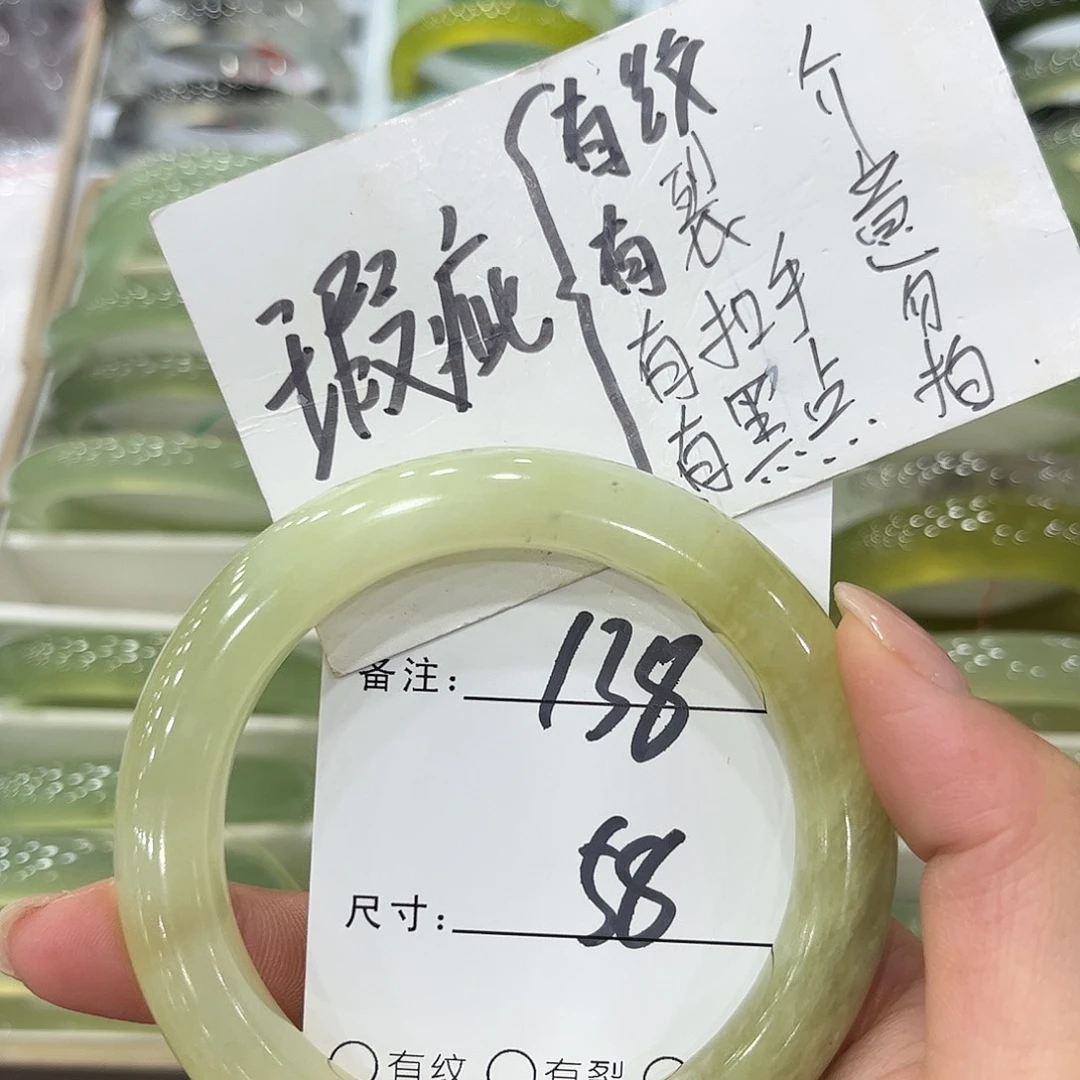 瑕疵
有纹
有裂
有扣手
有黑点
介意勿拍.
备注: 138
尺寸: 58
有纹 有裂